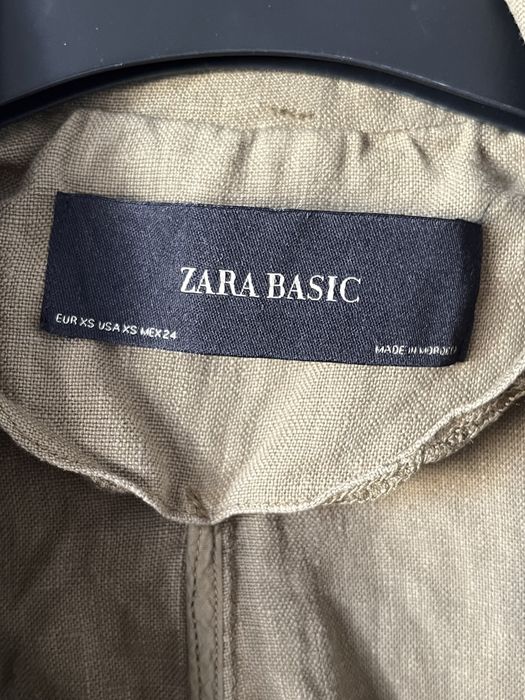 ZARA BASIC
EUR XS USA XS MEX 24
MADE IN MOROCCO